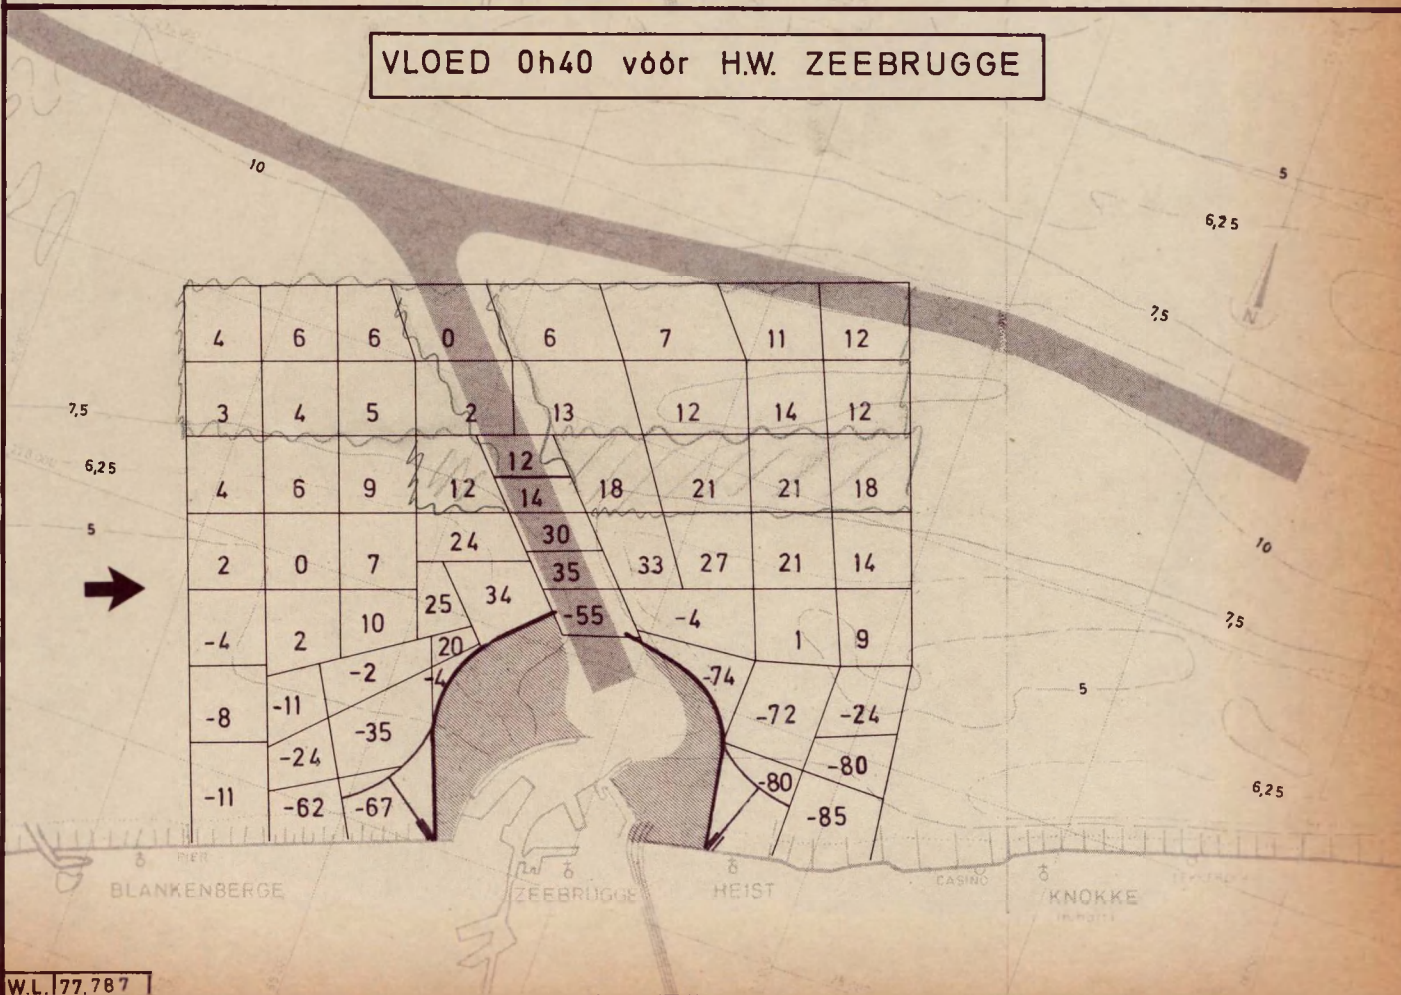 VLOED 0h40 vóór H.W. ZEEBRUGGE
10
5
6,25
7,5
N
4 6 6 0 6 7 11 12
7,5
3 4 5 2 13 12 14 12
6,25
12
4 6 9 12 14 18 21 21 18
5
24 30
10
2 0 7 35 33 27 21 14
25 34
-4 2 10 -55 -4 1 9
7,5
20
-2 -4 -74
5
-8 -11 -35 -72 -24
-24 -80
6,25
-11 -62 -67 -80 -85
PIER
BLANKENBERGE ZEEBRUGGE HEIST CASINO KNOKKE
W.L. 77.787